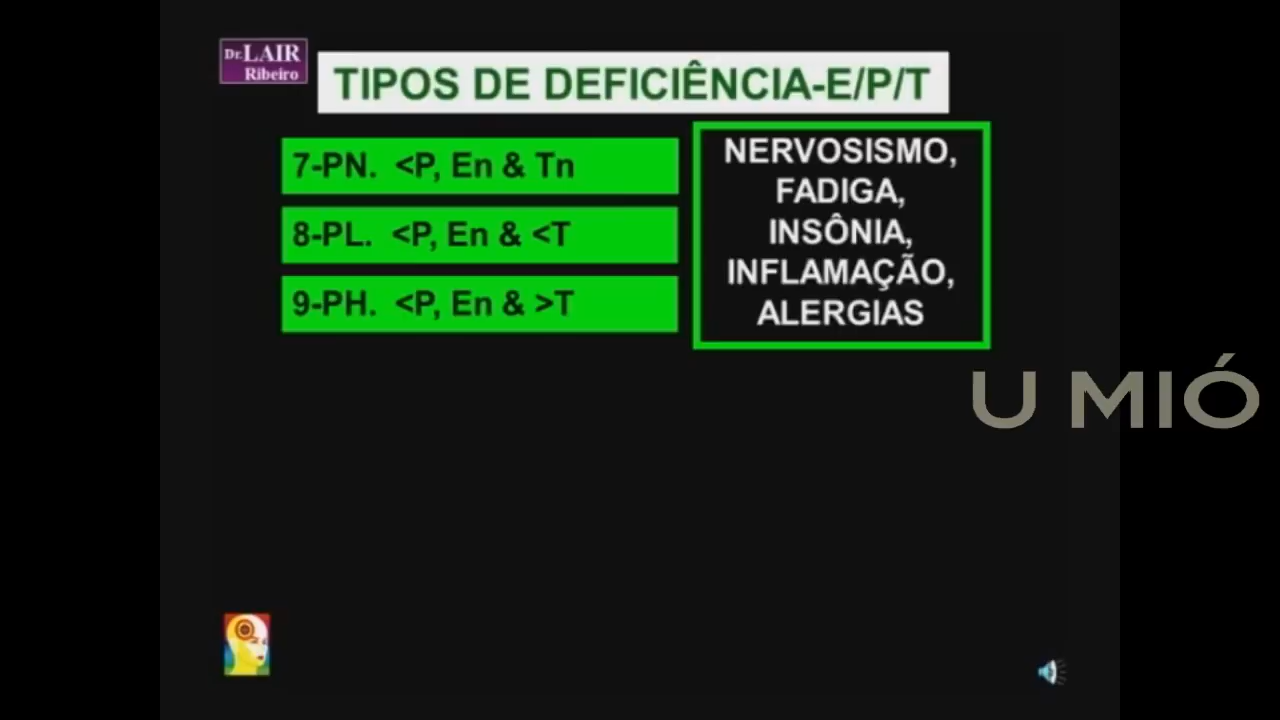 Dr. LAIR
Ribeiro
TIPOS DE DEFICIÊNCIA-E/P/T
7-PN. <P, En & Tn
8-PL. <P, En & <T
9-PH. <P, En & >T
NERVOSISMO,
FADIGA,
INSÔNIA,
INFLAMAÇÃO,
ALERGIAS
U MIÓ